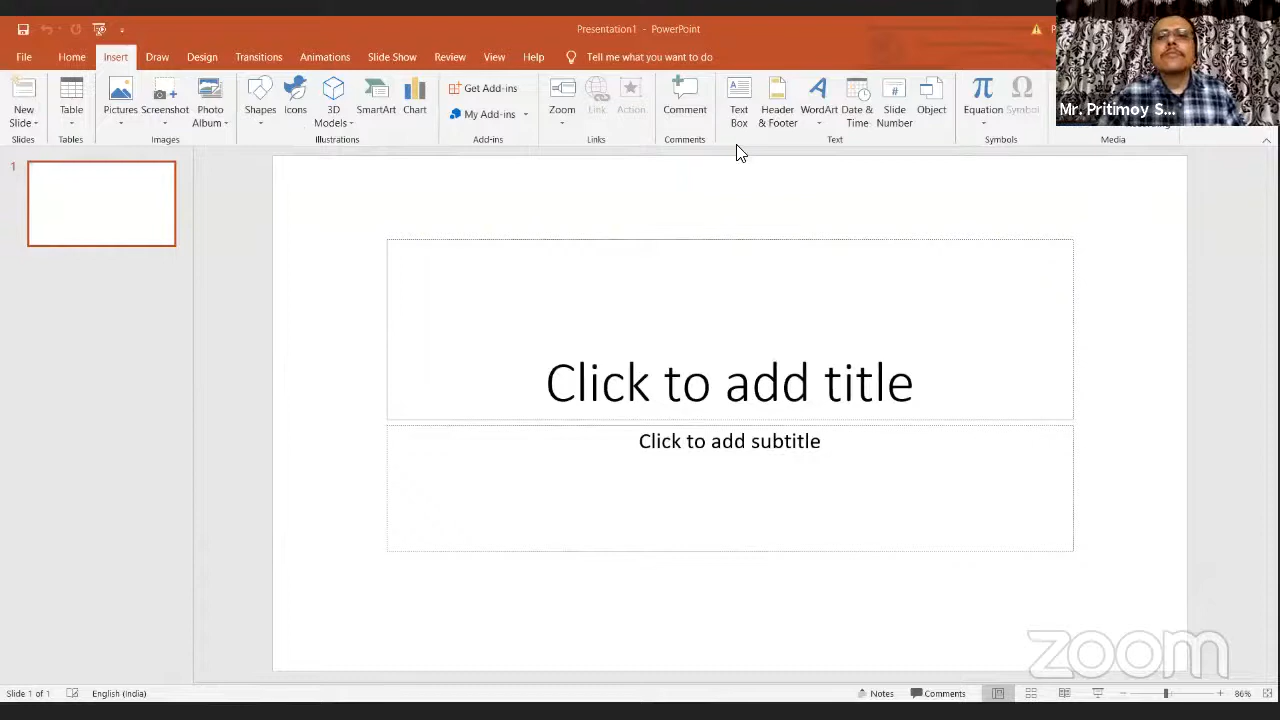 Presentation1 - PowerPoint
File Home Insert Draw Design Transitions Animations Slide Show Review View Help Tell me what you want to do
New Slide
Table
Pictures
Screenshot
Photo Album
Shapes
Icons
3D Models
SmartArt
Chart
Get Add-ins
My Add-ins
Zoom
Link
Action
Comment
Text Box
Header & Footer
WordArt
Date & Time
Slide Number
Object
Equation
Symbol
Slides Tables Images Illustrations Add-ins Links Comments Text Symbols Media
Mr. Pritimoy S...
1
Click to add title
Click to add subtitle
zoom
Slide 1 of 1 English (India) Notes Comments 86%